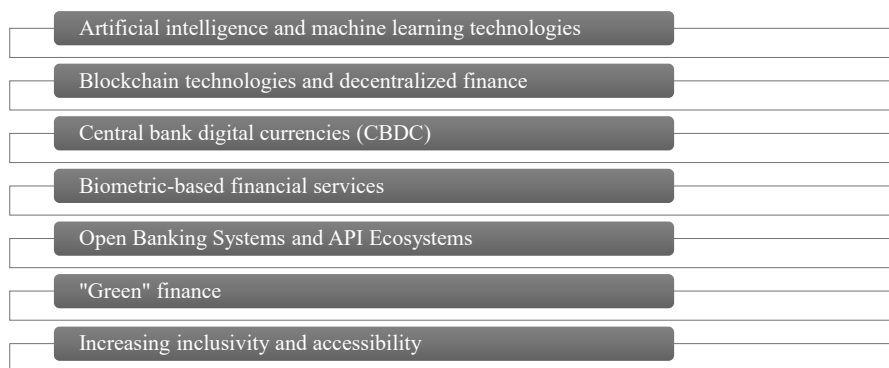 Artificial intelligence and machine learning technologies
Blockchain technologies and decentralized finance
Central bank digital currencies (CBDC)
Biometric-based financial services
Open Banking Systems and API Ecosystems
"Green" finance
Increasing inclusivity and accessibility